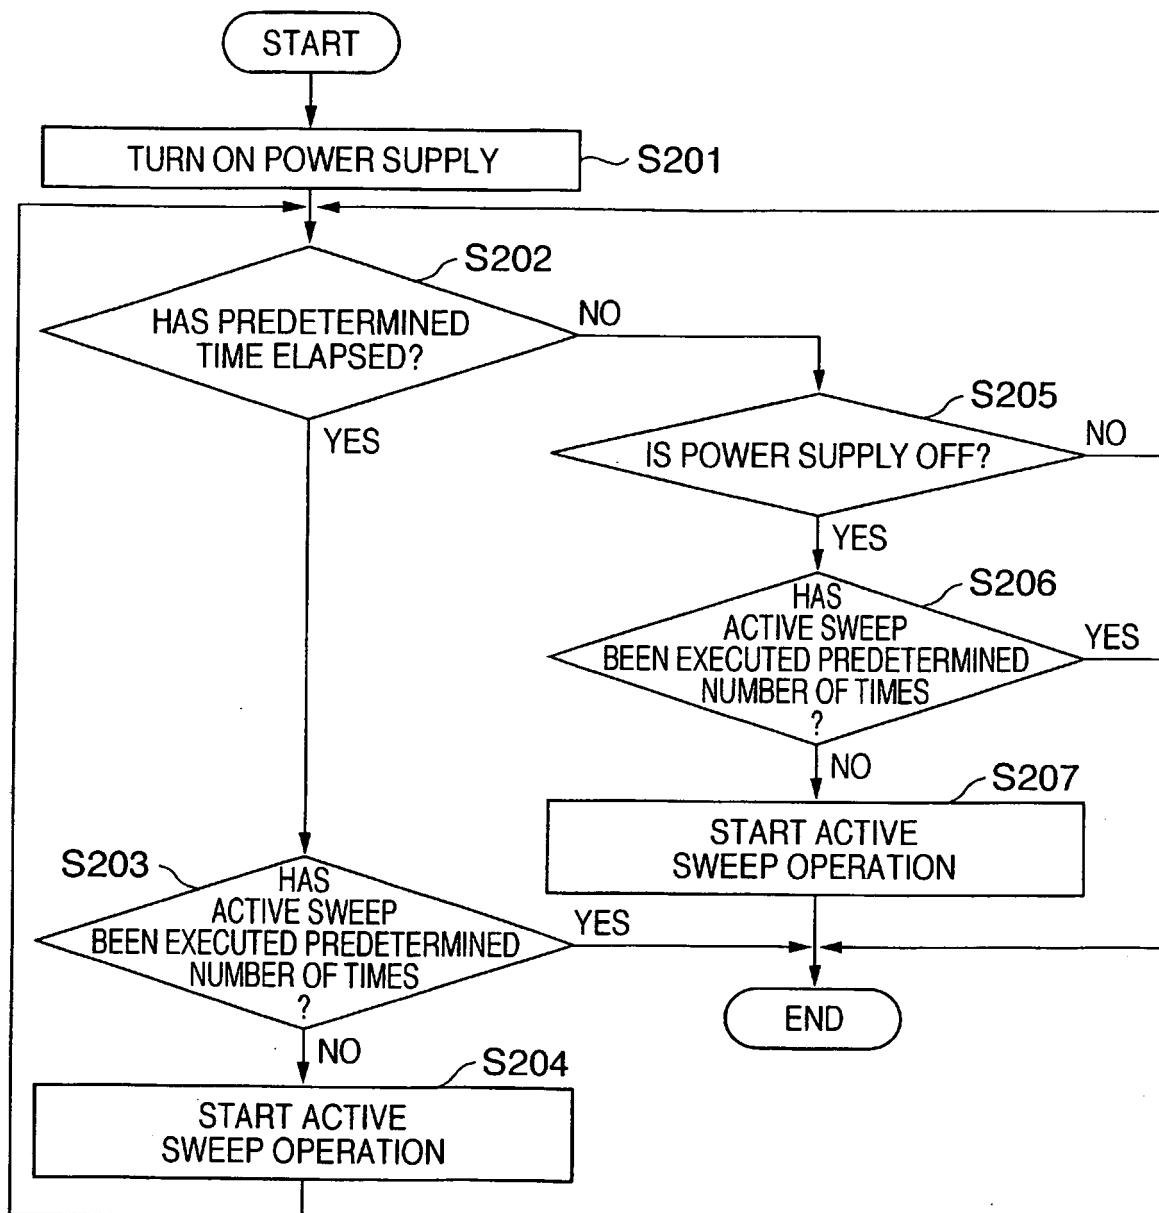 START
TURN ON POWER SUPPLY
S201
S202
HAS PREDETERMINED
TIME ELAPSED?
NO
YES
S205
IS POWER SUPPLY OFF?
NO
YES
S206
HAS
ACTIVE SWEEP
BEEN EXECUTED PREDETERMINED
NUMBER OF TIMES
?
YES
NO
S207
START ACTIVE
SWEEP OPERATION
S203
HAS
ACTIVE SWEEP
BEEN EXECUTED PREDETERMINED
NUMBER OF TIMES
?
YES
NO
END
S204
START ACTIVE
SWEEP OPERATION